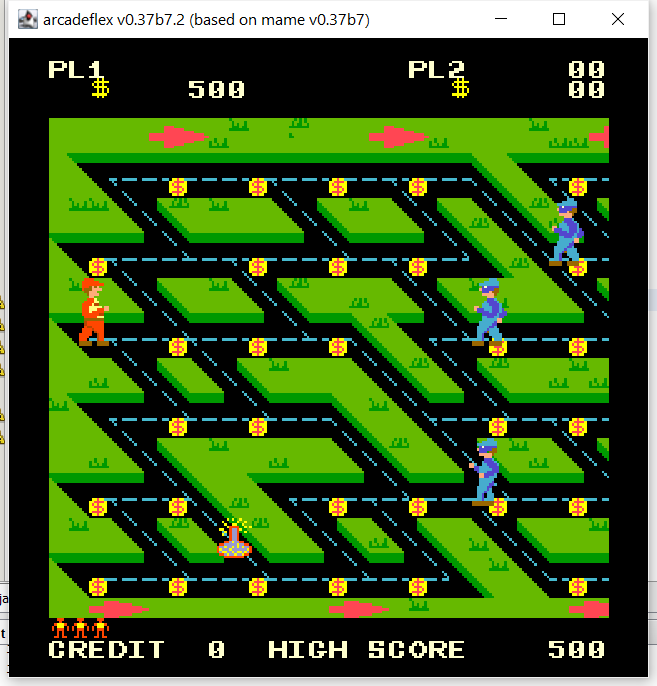 arcadeflex v0.37b7.2 (based on mame v0.37b7)
PL1 PL2 00
$ 500 $ 00
CREDIT 0 HIGH SCORE 500